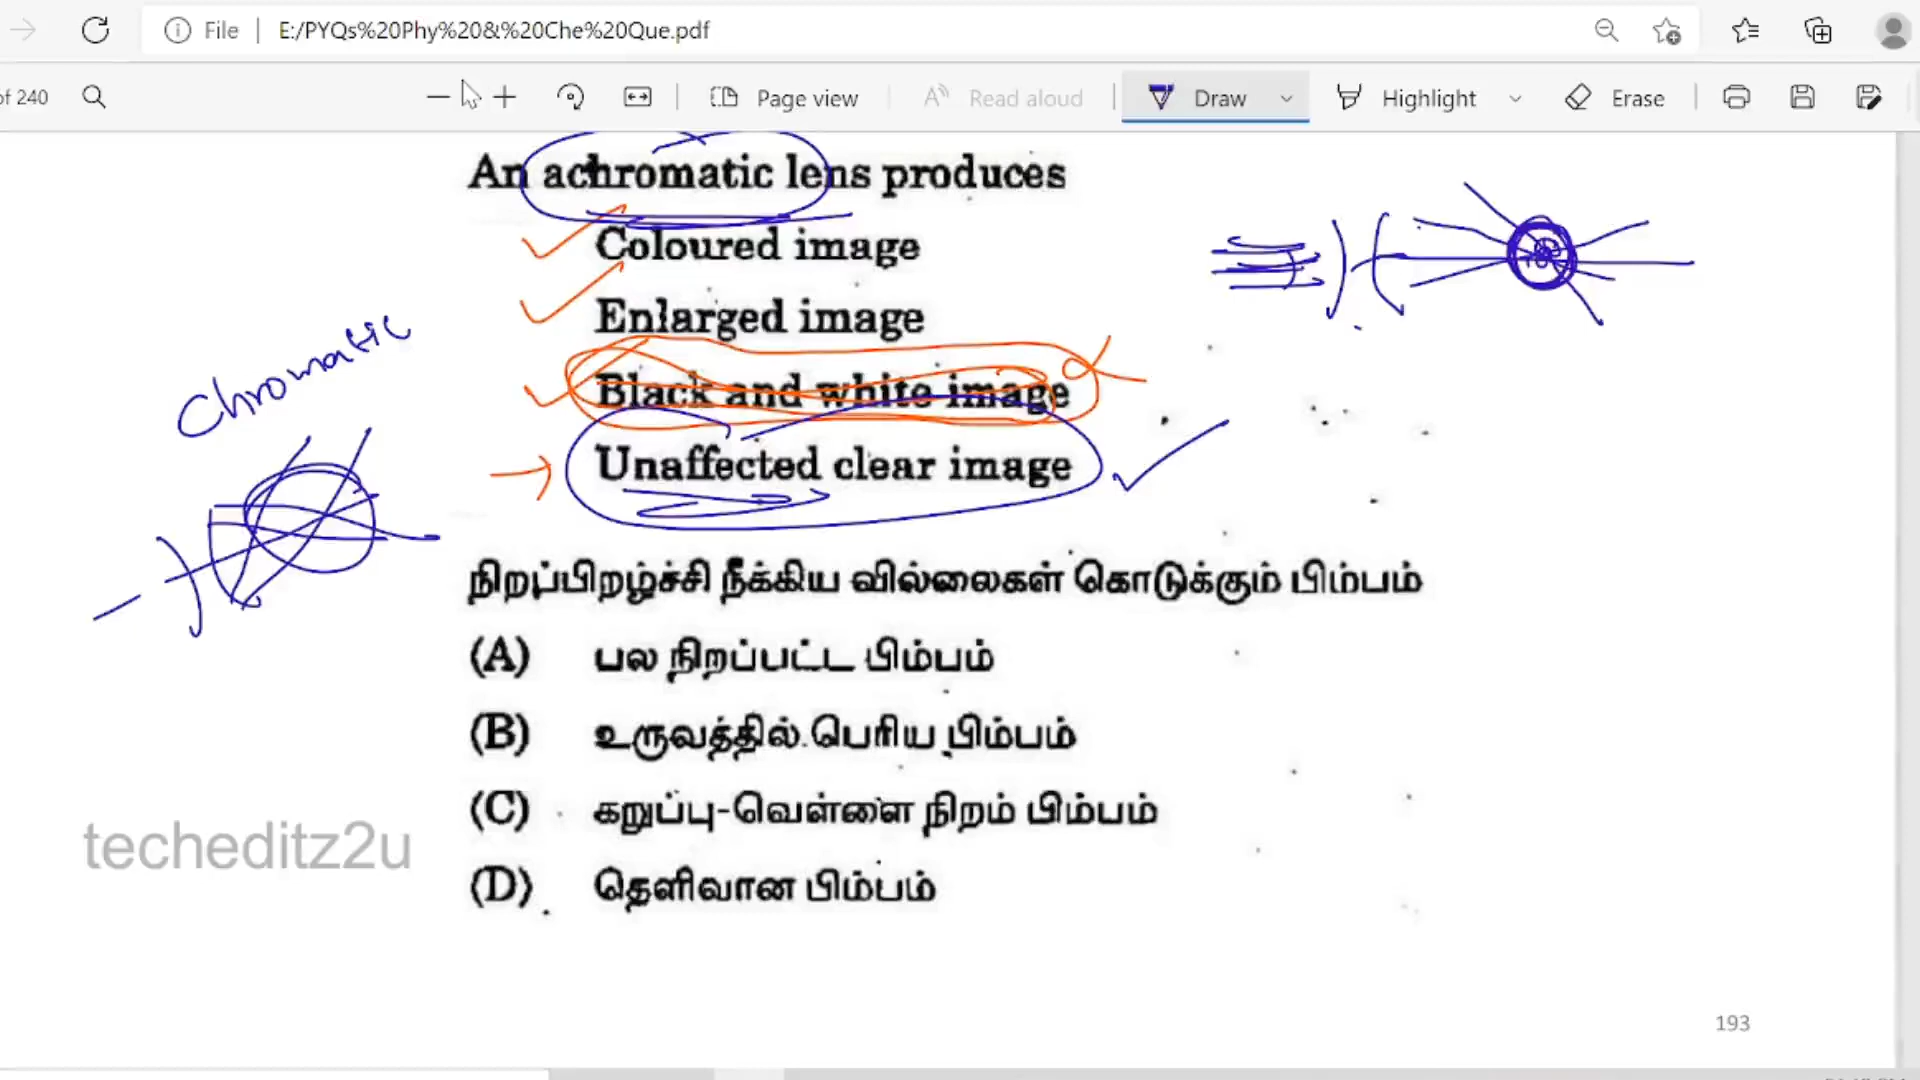 File E:/PYQs%20Phy%20&%20Che%20Que.pdf
of 240 Page view Read aloud Draw Highlight Erase
An achromatic lens produces
Coloured image
Enlarged image
Black and white image
Unaffected clear image
Chromatic
நிறப்பிறழ்ச்சி நீக்கிய வில்லைகள் கொடுக்கும் பிம்பம்
(A) பல நிறப்பட்ட பிம்பம்
(B) உருவத்தில் பெரிய பிம்பம்
(C) கறுப்பு-வெள்ளை நிறம் பிம்பம்
(D) தெளிவான பிம்பம்
techeditz2u
193